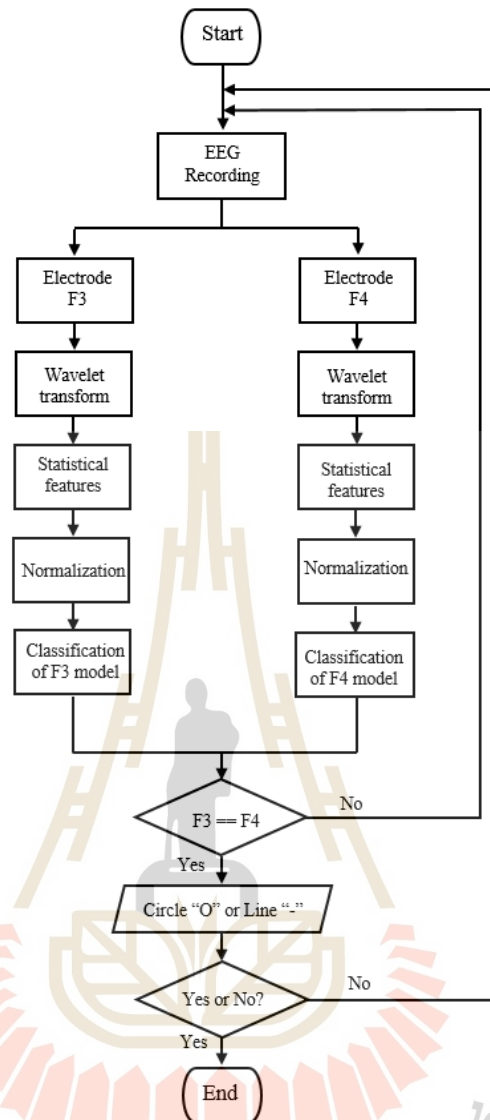 Start
EEG
Recording
Electrode
F3
Electrode
F4
Wavelet
transform
Wavelet
transform
Statistical
features
Statistical
features
Normalization
Normalization
Classification
of F3 model
Classification
of F4 model
F3 == F4
No
Yes
Circle “O” or Line “-”
Yes or No?
No
Yes
End